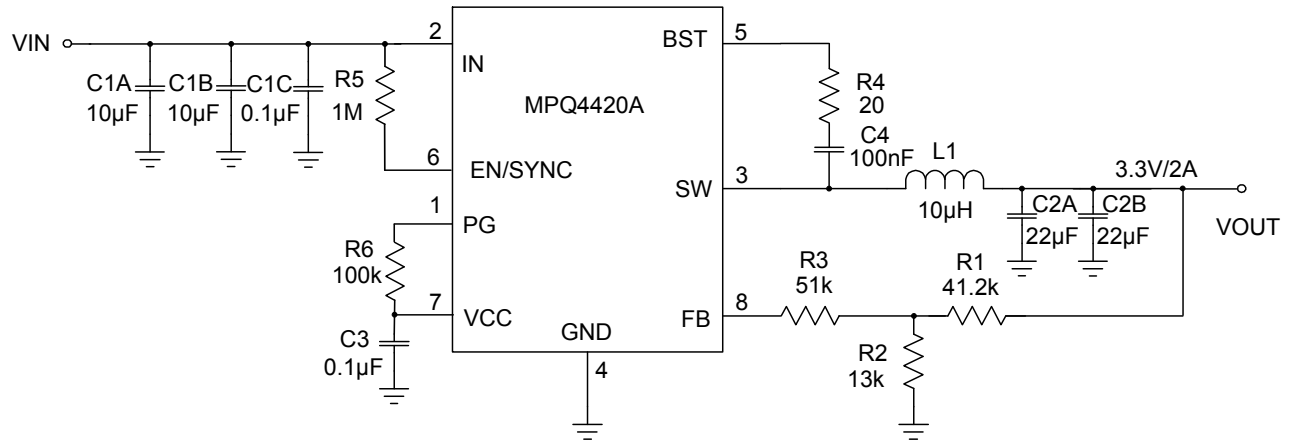 VIN
C1A
10µF
C1B
10µF
C1C
0.1µF
R5
1M
2
IN
6
EN/SYNC
1
PG
R6
100k
7
VCC
C3
0.1µF
MPQ4420A
GND
4
BST
5
R4
20
C4
100nF
SW
3
L1
10µH
3.3V/2A
C2A
22µF
C2B
22µF
VOUT
FB
8
R3
51k
R1
41.2k
R2
13k